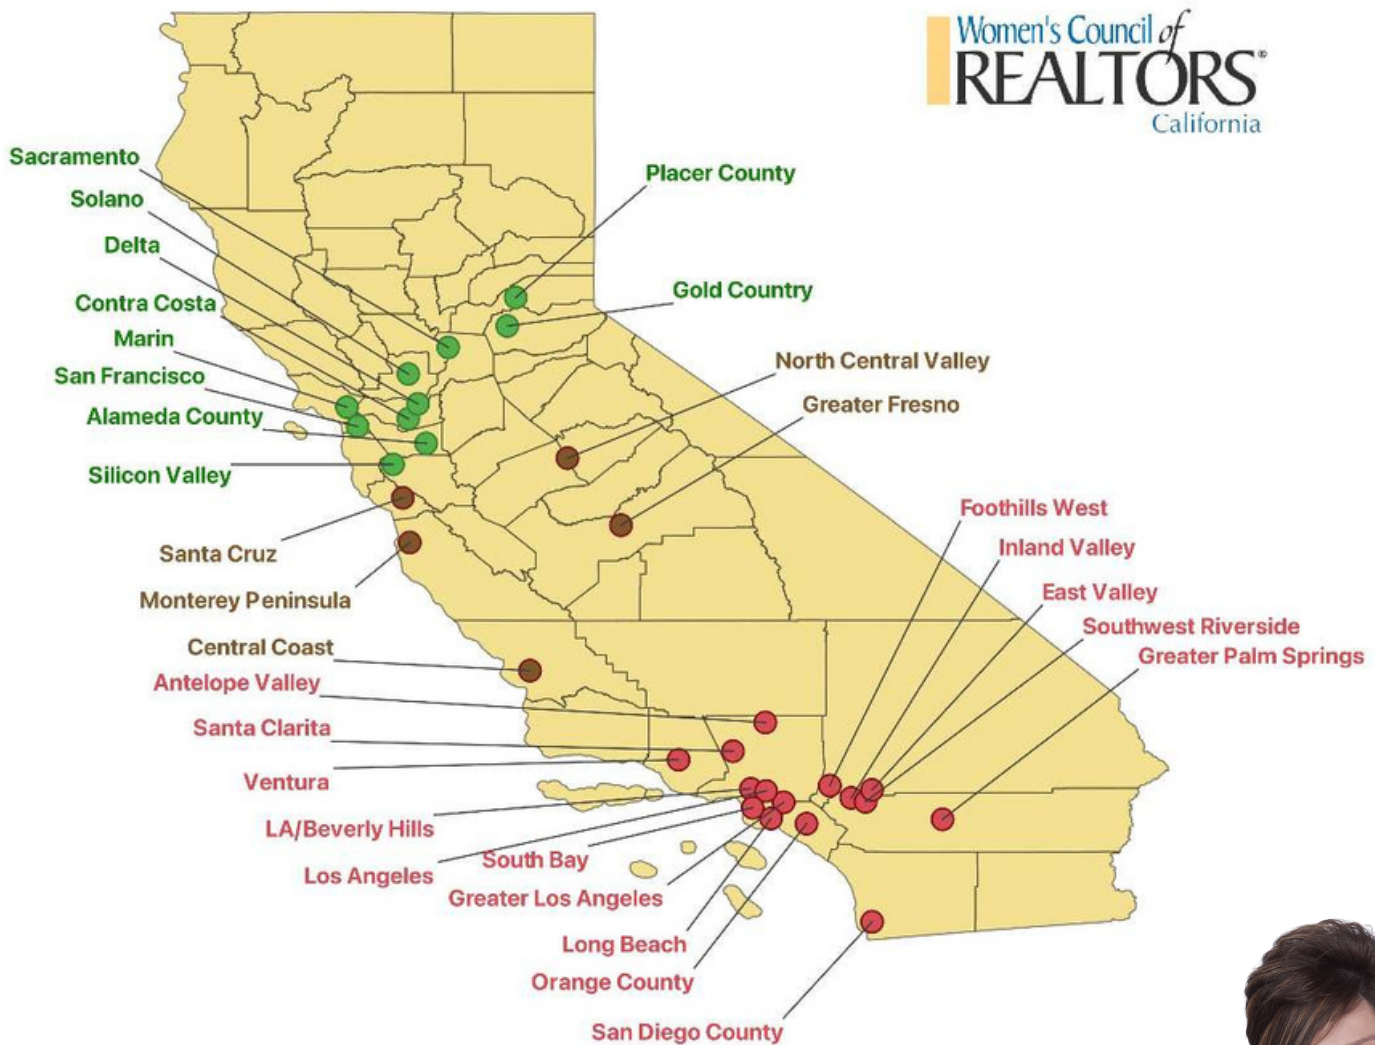 Women's Council of
REALTORS®
California
Sacramento
Placer County
Solano
Delta
Gold Country
Contra Costa
Marin
North Central Valley
San Francisco
Greater Fresno
Alameda County
Silicon Valley
Foothills West
Santa Cruz
Inland Valley
East Valley
Monterey Peninsula
Southwest Riverside
Central Coast
Greater Palm Springs
Antelope Valley
Santa Clarita
Ventura
LA/Beverly Hills
South Bay
Los Angeles
Greater Los Angeles
Long Beach
Orange County
San Diego County